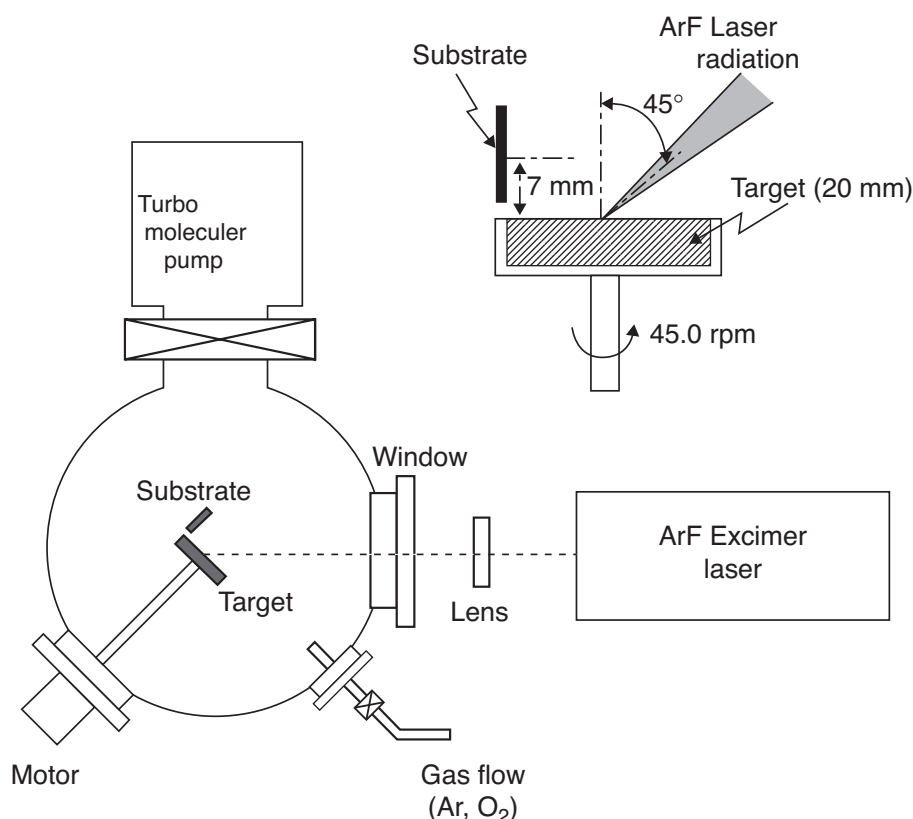 ArF Laser
radiation
Substrate
45°
7 mm
Target (20 mm)
45.0 rpm
Turbo
moleculer
pump
Window
Substrate
Target
Lens
ArF Excimer
laser
Motor
Gas flow
(Ar, O₂)